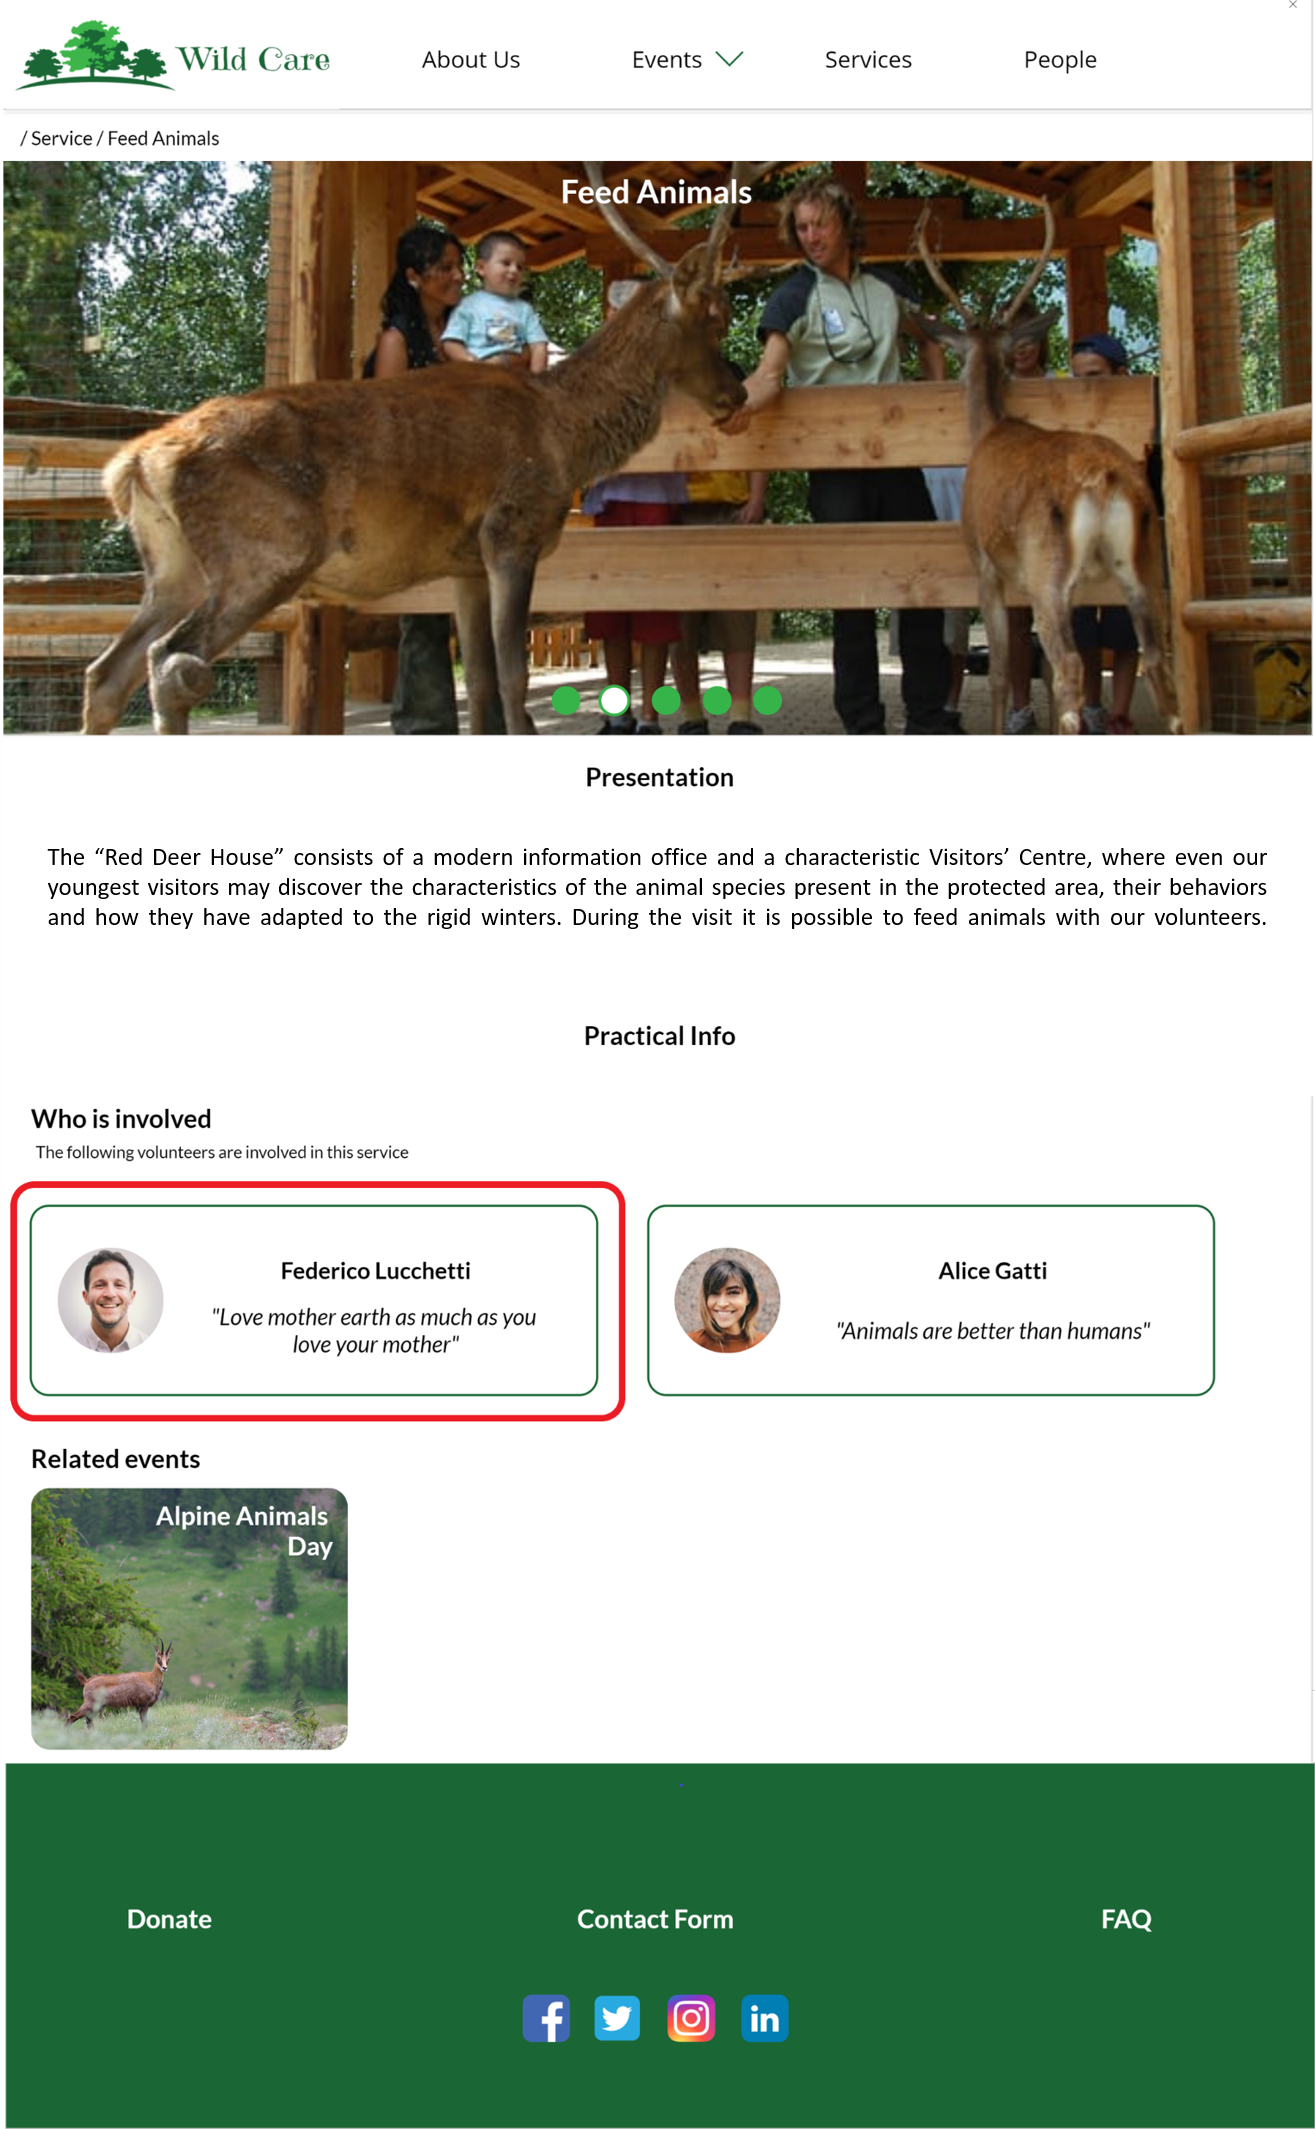 Wild Care
About Us
Events
Services
People
/ Service / Feed Animals
Feed Animals
Presentation
The “Red Deer House” consists of a modern information office and a characteristic Visitors’ Centre, where even our
youngest visitors may discover the characteristics of the animal species present in the protected area, their behaviors
and how they have adapted to the rigid winters. During the visit it is possible to feed animals with our volunteers.
Practical Info
Who is involved
The following volunteers are involved in this service
Federico Lucchetti
"Love mother earth as much as you
love your mother"
Alice Gatti
"Animals are better than humans"
Related events
Alpine Animals
Day
Donate
Contact Form
FAQ